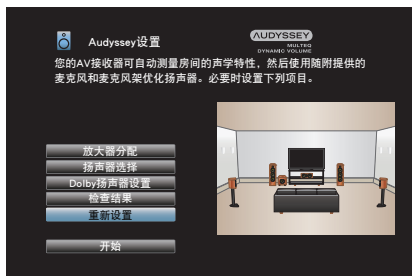 Audyssey设置
AUDYSSEY
MULTEQ
DYNAMIC VOLUME
您的AV接收器可自动测量房间的声学特性，然后使用随附提供的
麦克风和麦克风架优化扬声器。必要时设置下列项目。
放大器分配
扬声器选择
Dolby扬声器设置
检查结果
重新设置
开始